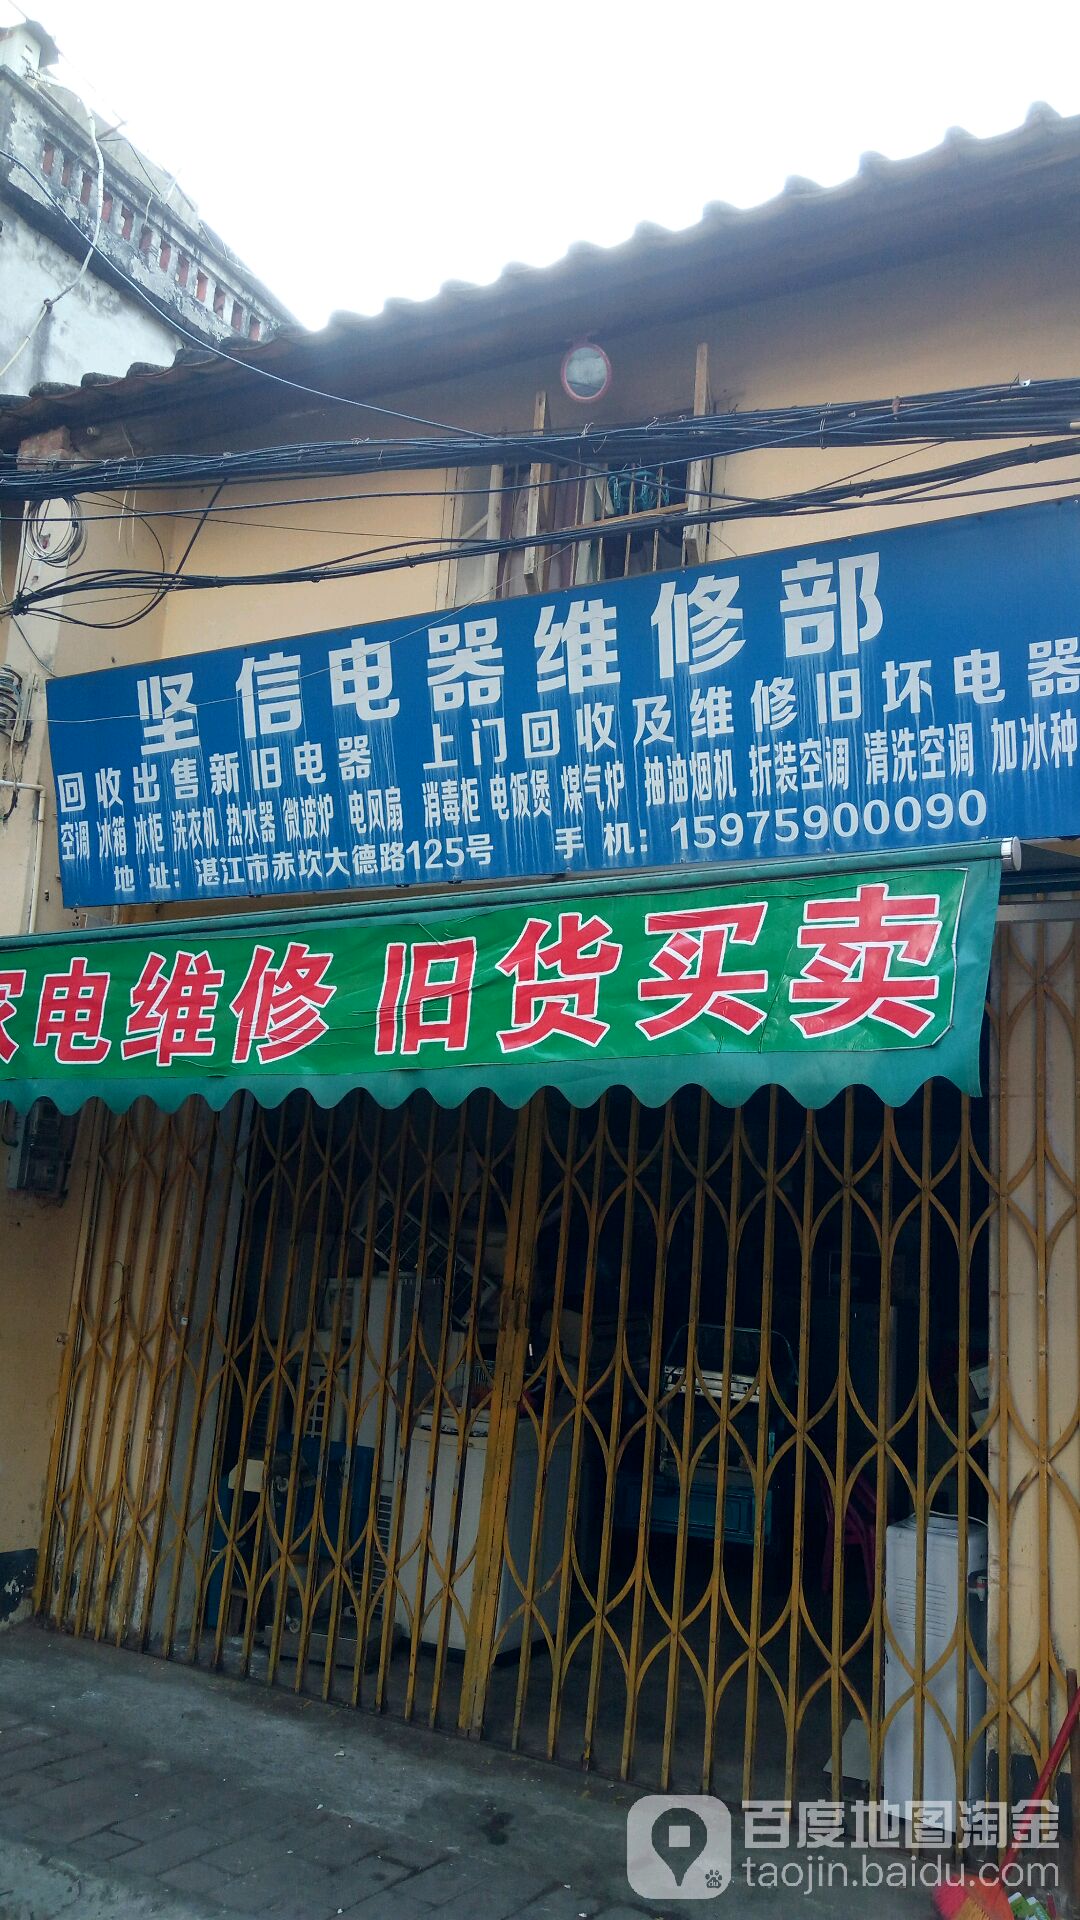 坚信电器维修部
回收出售新旧电器 上门回收及维修旧坏电器
空调 冰箱 冰柜 洗衣机 热水器 微波炉 电风扇 消毒柜 电饭煲 煤气炉 抽油烟机 折装空调 清洗空调 加冰种
地址：湛江市赤坎大德路125号 手机：15975900090
家电维修 旧货买卖
百度地图淘金
taojin.baidu.com